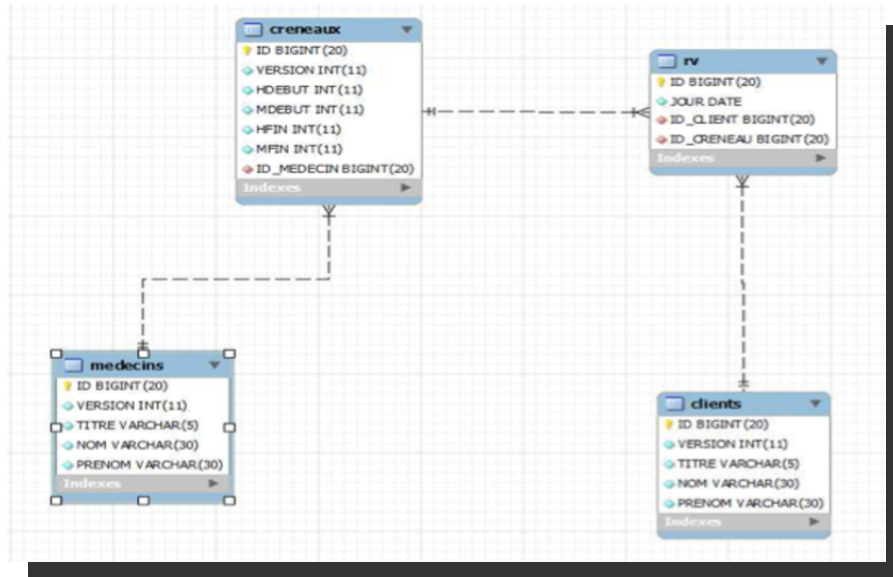 creneaux
ID BIGINT(20)
VERSION INT(11)
HDEBUT INT(11)
MDEBUT INT(11)
HFIN INT(11)
MFIN INT(11)
ID_MEDECIN BIGINT(20)
Indexes
rv
ID BIGINT(20)
JOUR DATE
ID_CLIENT BIGINT(20)
ID_CRENEAU BIGINT(20)
Indexes
medecins
ID BIGINT(20)
VERSION INT(11)
TITRE VARCHAR(5)
NOM VARCHAR(30)
PRENOM VARCHAR(30)
Indexes
clients
ID BIGINT(20)
VERSION INT(11)
TITRE VARCHAR(5)
NOM VARCHAR(30)
PRENOM VARCHAR(30)
Indexes